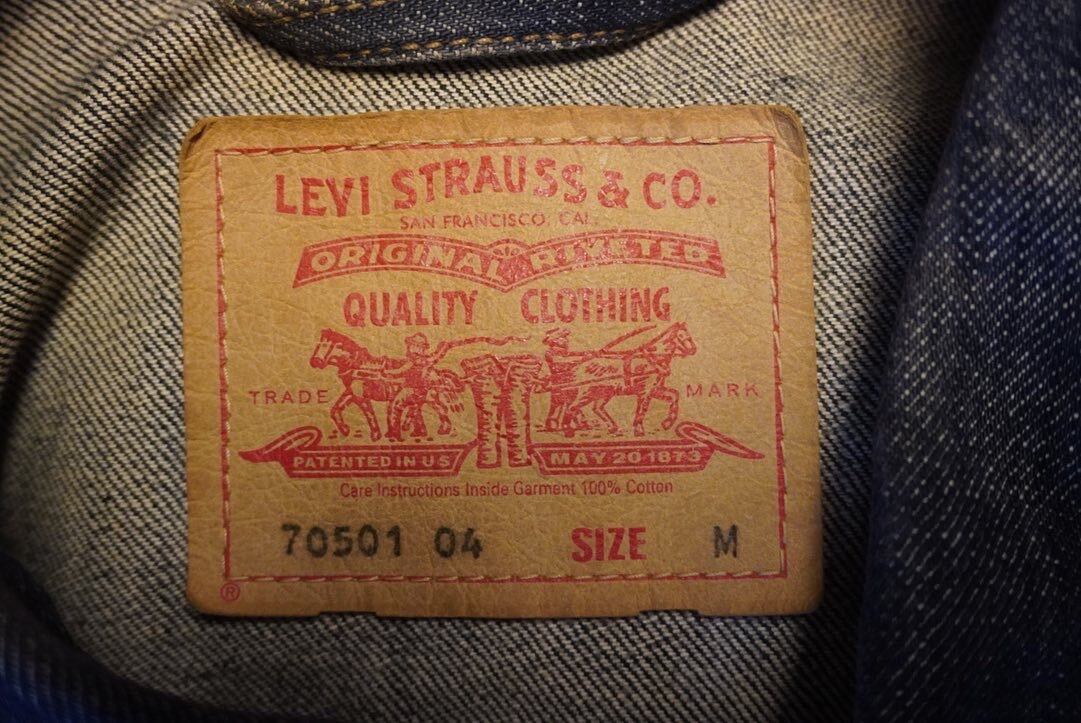 LEVI STRAUSS & CO.
SAN FRANCISCO, CAL.
ORIGINAL RIVETED
QUALITY CLOTHING
TRADE MARK
PATENTED IN U S MAY 20 1873
Care Instructions Inside Garment 100% Cotton
70501 04 SIZE M
®